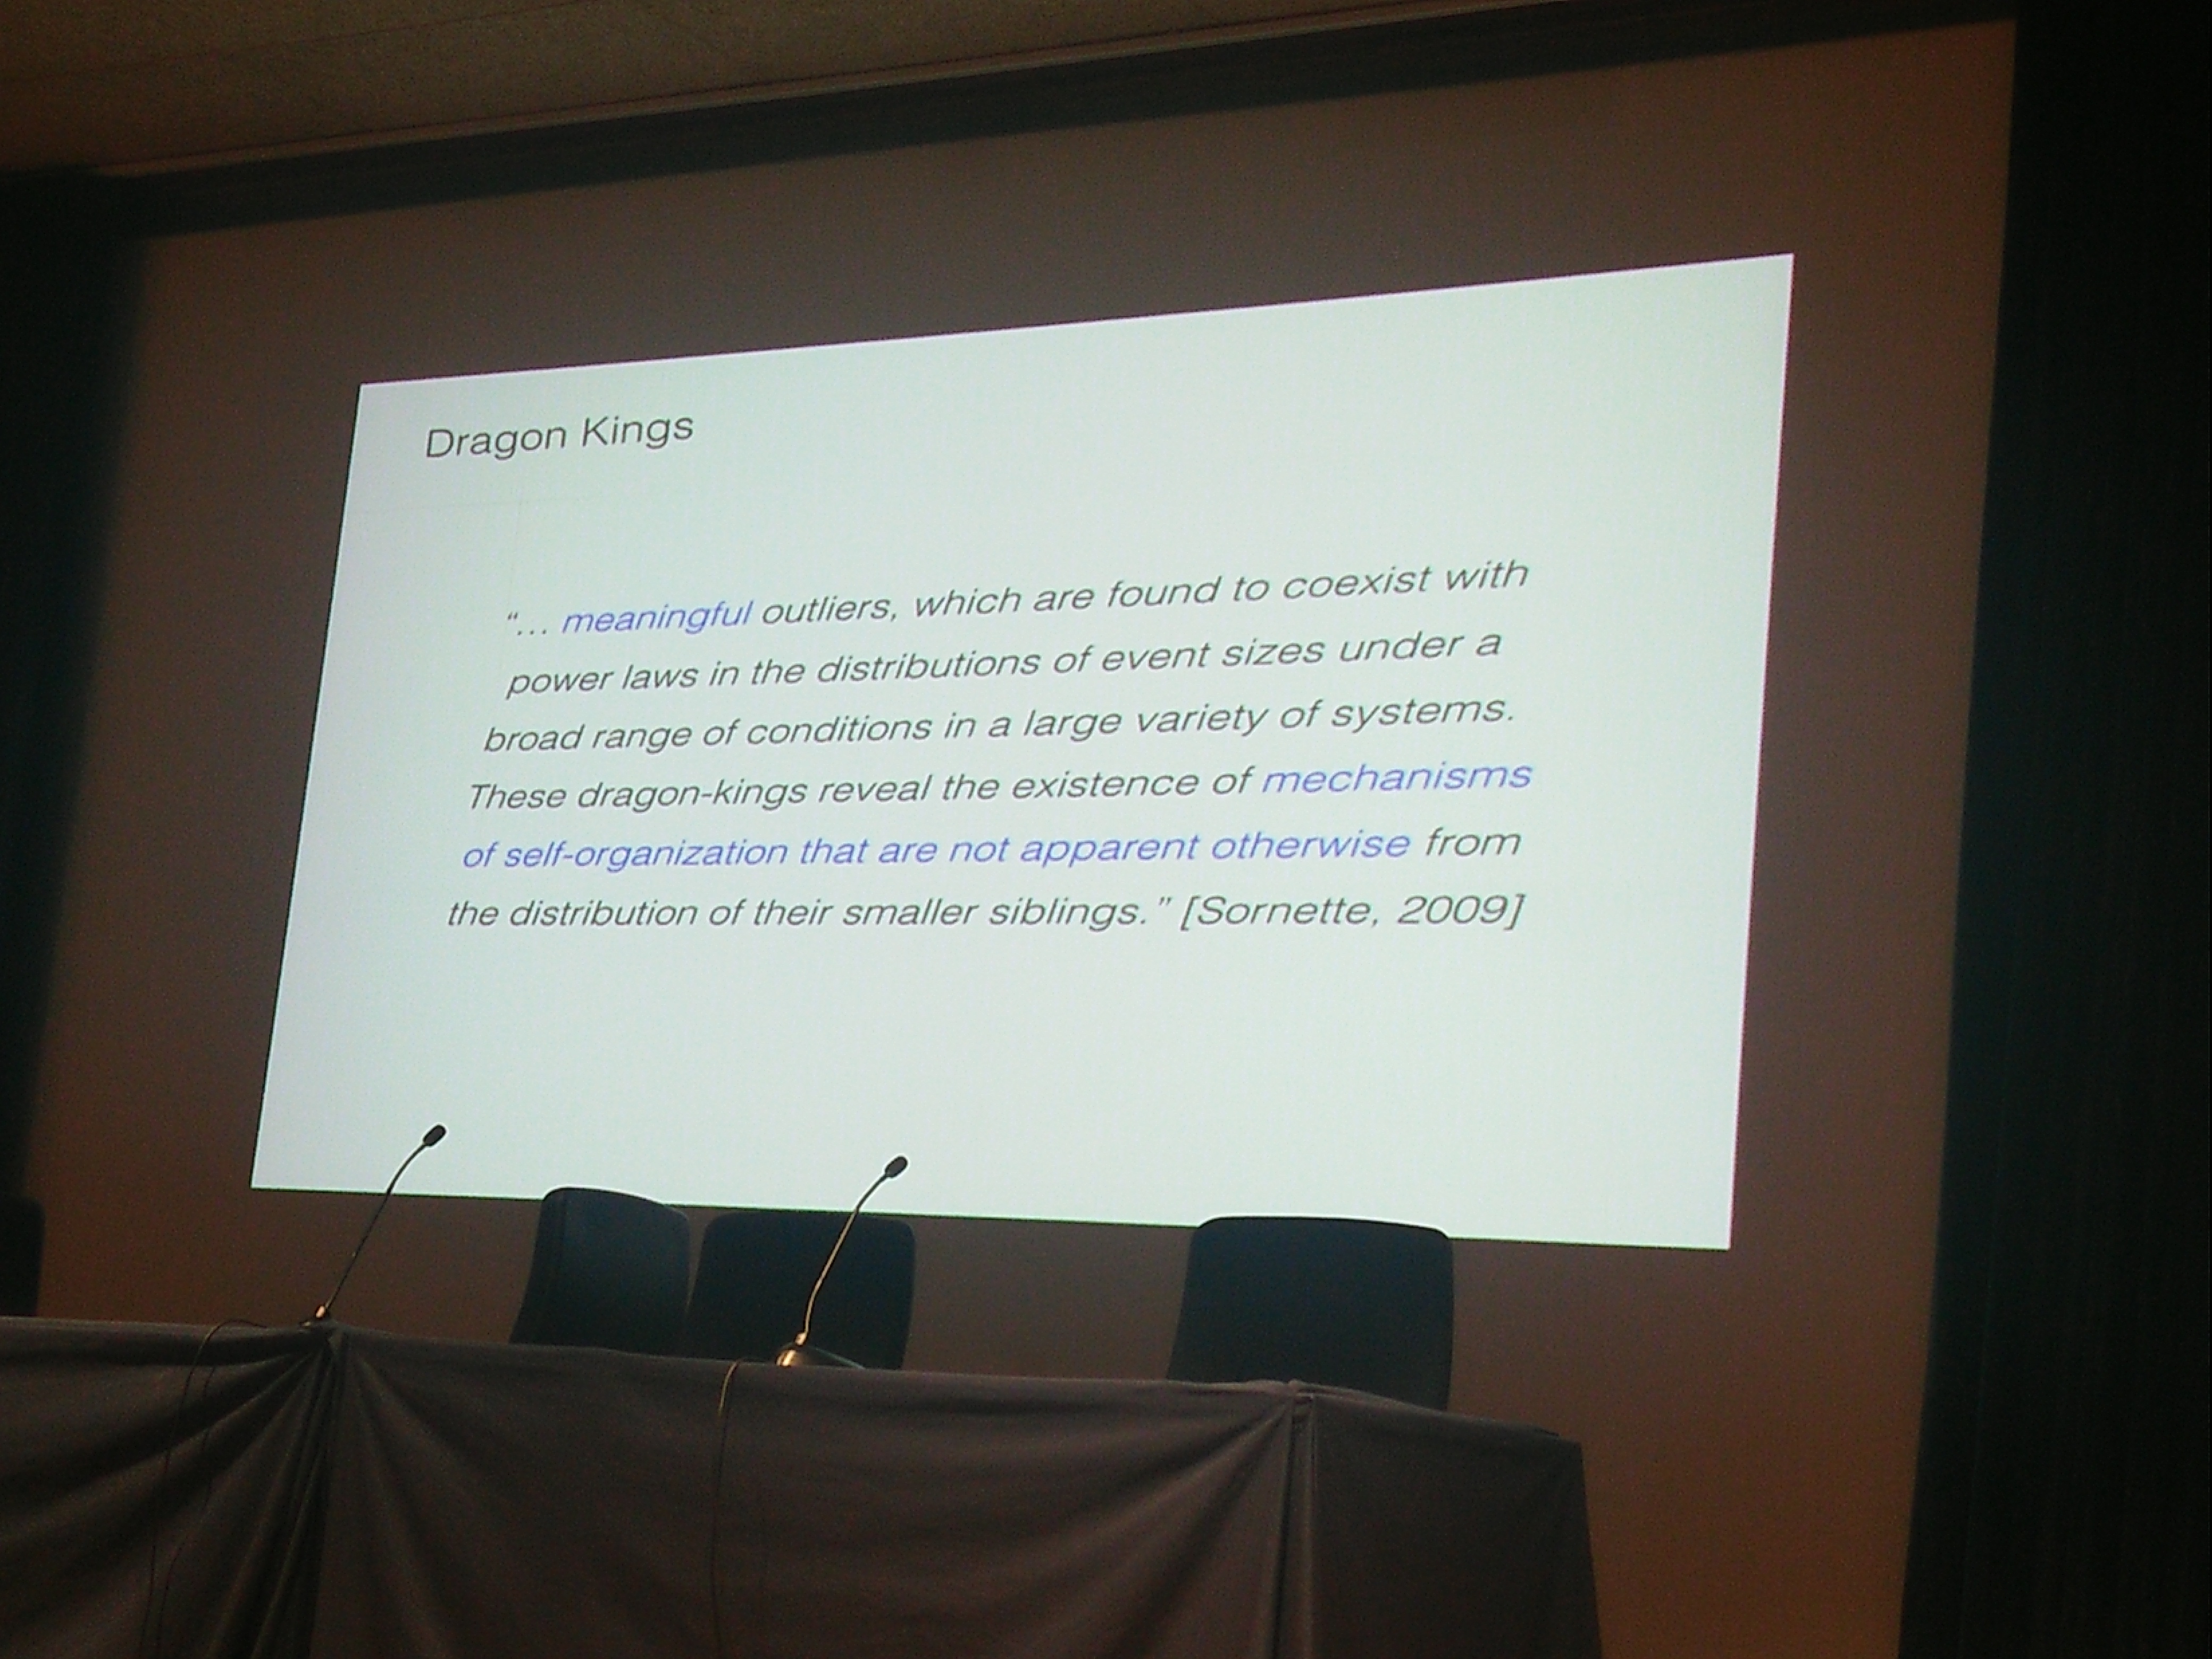 Dragon Kings
“... meaningful outliers, which are found to coexist with
power laws in the distributions of event sizes under a
broad range of conditions in a large variety of systems.
These dragon-kings reveal the existence of mechanisms
of self-organization that are not apparent otherwise from
the distribution of their smaller siblings.” [Sornette, 2009]